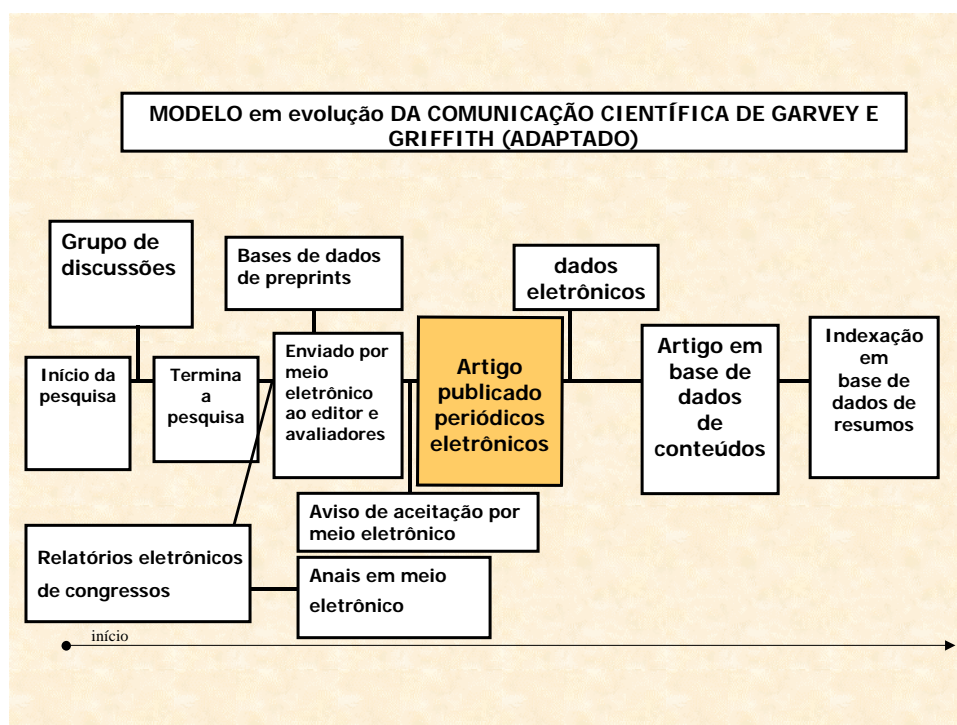 MODELO em evolução DA COMUNICAÇÃO CIENTÍFICA DE GARVEY E
GRIFFITH (ADAPTADO)
Grupo de
discussões
Bases de dados
de preprints
dados
eletrônicos
Início da
pesquisa
Termina
a
pesquisa
Enviado por
meio
eletrônico
ao editor e
avaliadores
Artigo
publicado
periódicos
eletrônicos
Artigo em
base de
dados
de
conteúdos
Indexação
em
base de
dados de
resumos
Aviso de aceitação por
meio eletrônico
Relatórios eletrônicos
de congressos
Anais em meio
eletrônico
início